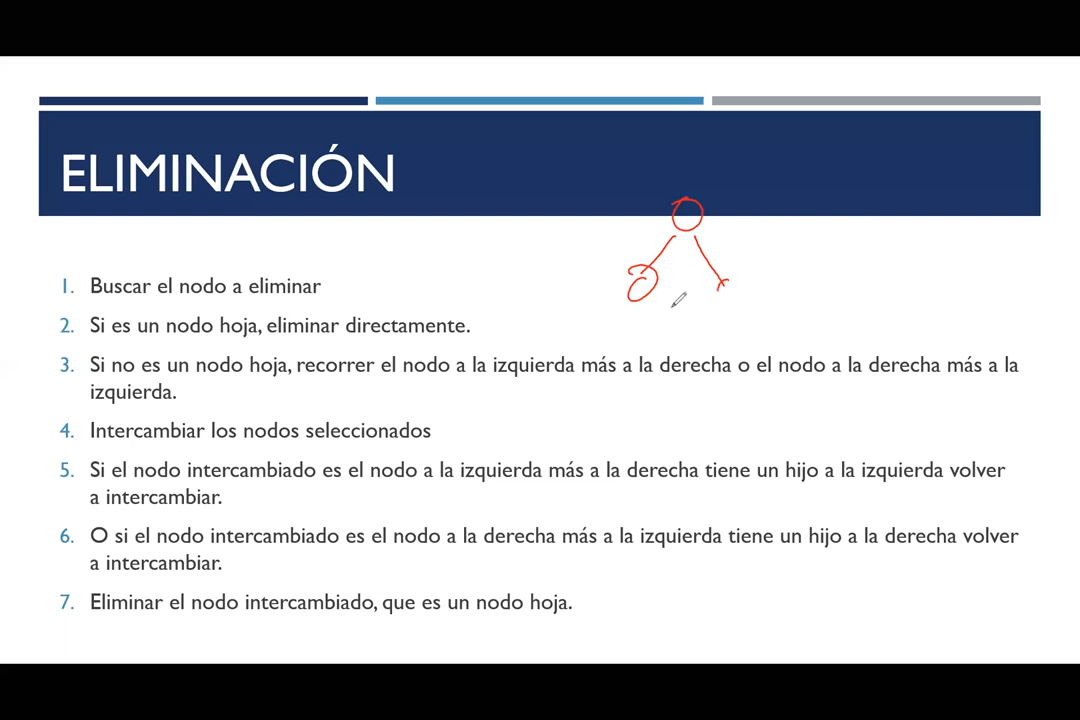 ELIMINACIÓN
1. Buscar el nodo a eliminar
2. Si es un nodo hoja, eliminar directamente.
3. Si no es un nodo hoja, recorrer el nodo a la izquierda más a la derecha o el nodo a la derecha más a la
izquierda.
4. Intercambiar los nodos seleccionados
5. Si el nodo intercambiado es el nodo a la izquierda más a la derecha tiene un hijo a la izquierda volver
a intercambiar.
6. O si el nodo intercambiado es el nodo a la derecha más a la izquierda tiene un hijo a la derecha volver
a intercambiar.
7. Eliminar el nodo intercambiado, que es un nodo hoja.